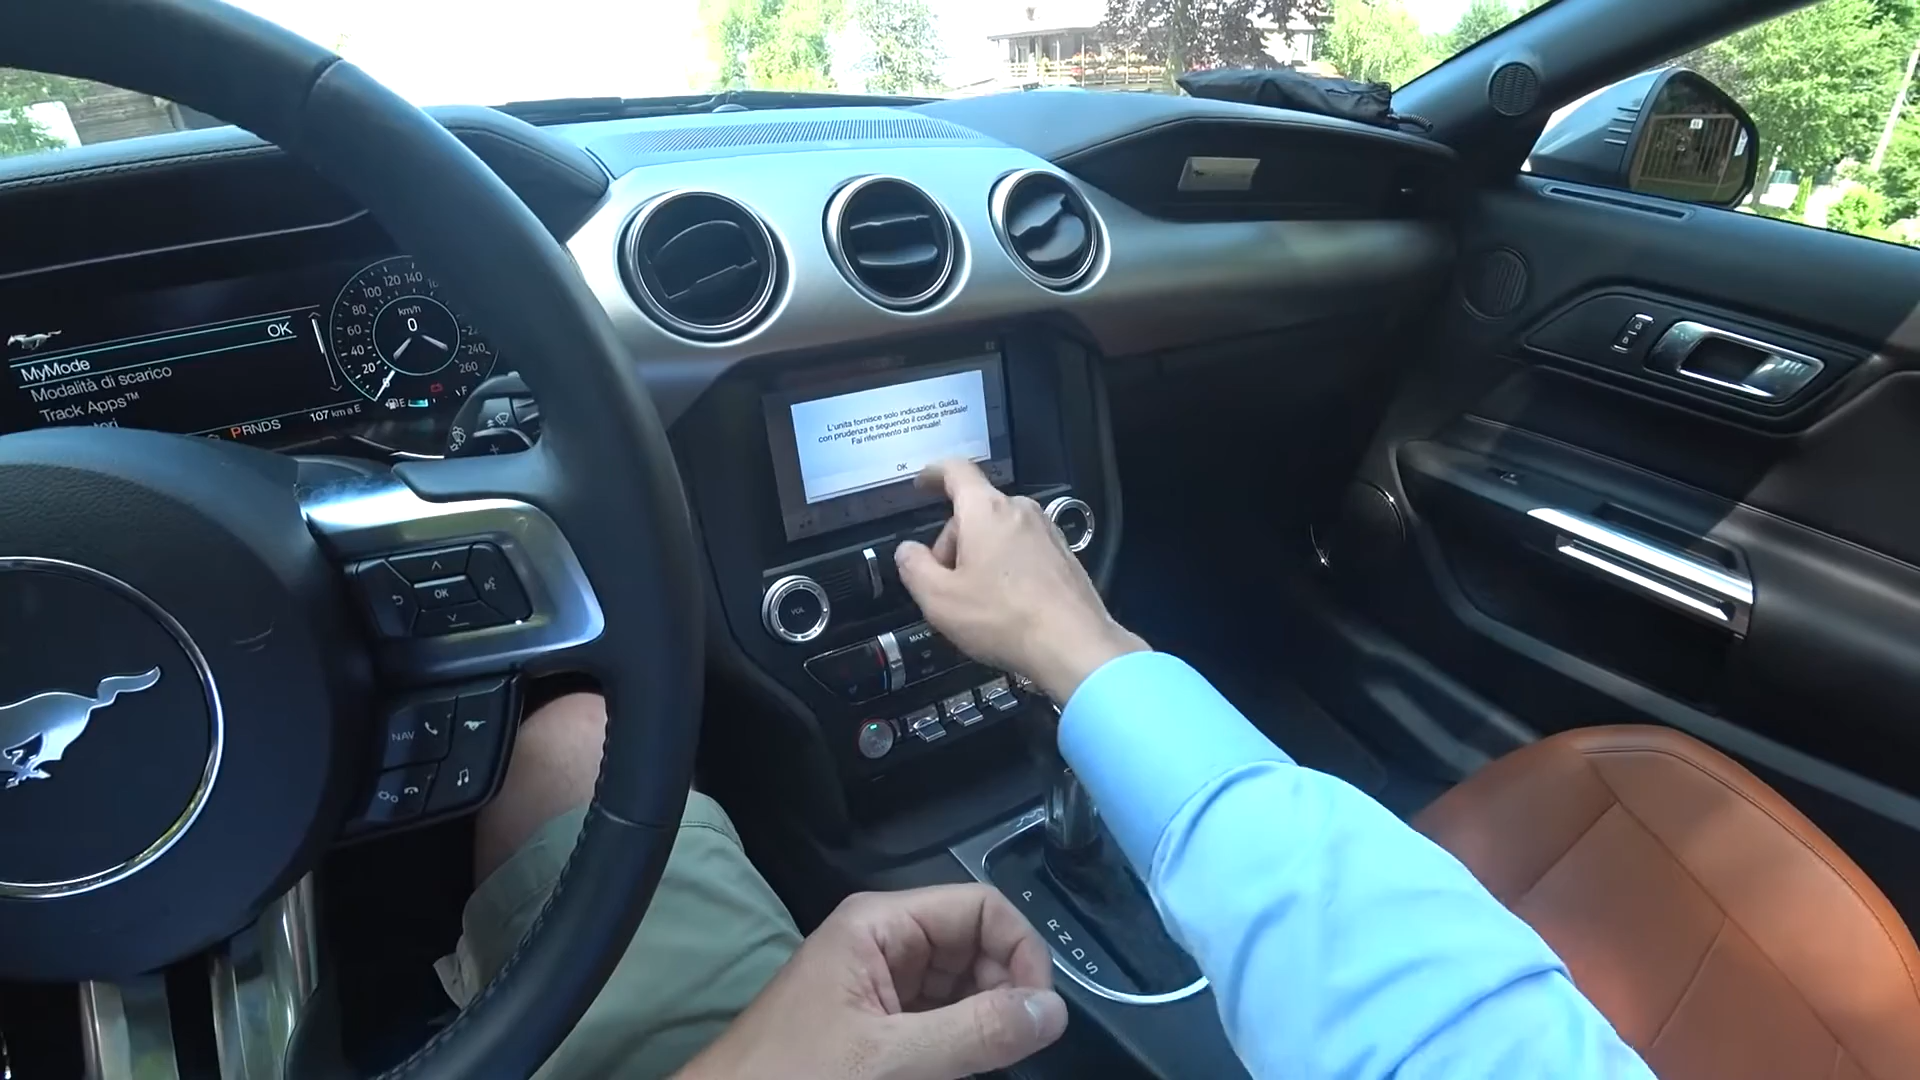 OK
MyMode
Modalità di scarico
Track Apps™
PRNDS
107 km a E
km/h
0
20
40
60
80
100
120
140
240
260
E
F
L'unita fornisce solo indicazioni. Guida
con prudenza e seguendo il codice stradale!
Fai riferimento al manuale!
OK
OK
VOL
MAX
NAV
P
R
N
D
S